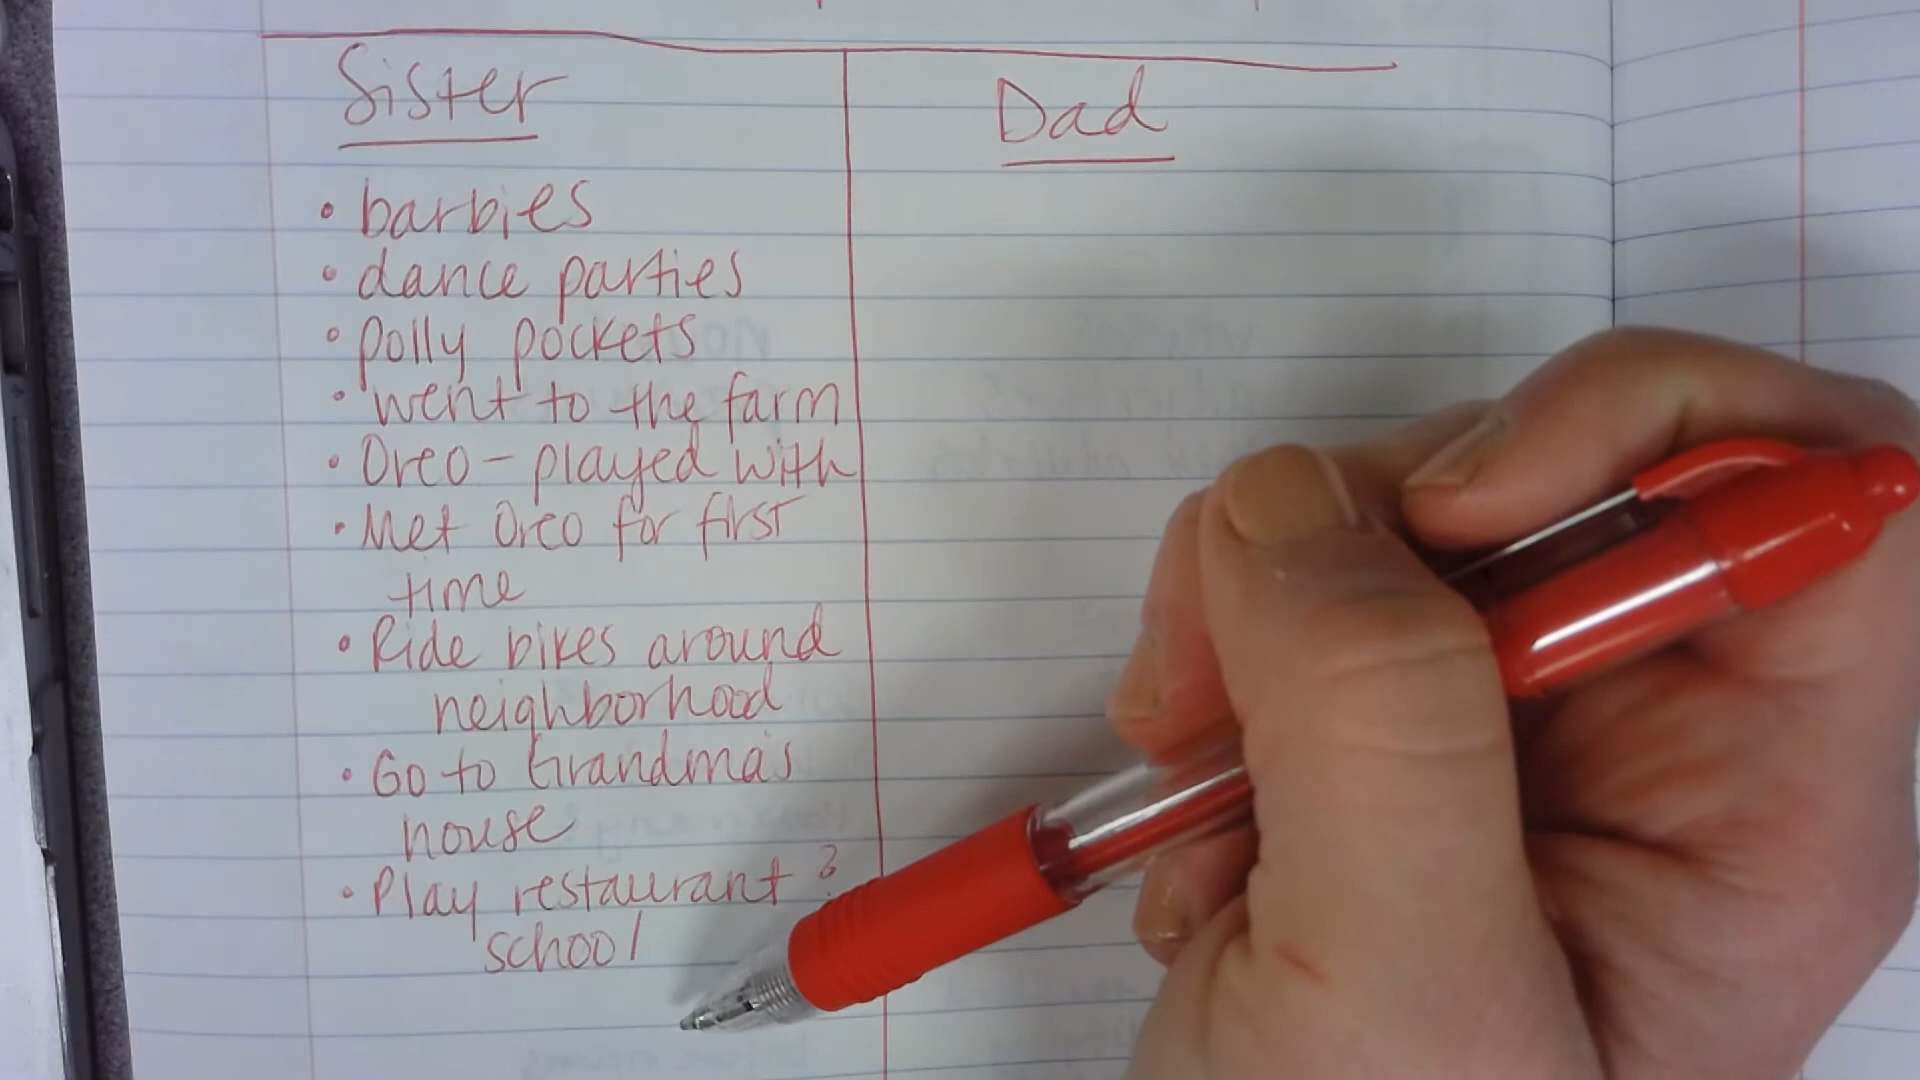 Sister
Dad
• barbies
• dance parties
• polly pockets
• went to the farm
• Oreo - played with
• Met Oreo for first
time
• Ride bikes around
neighborhood
• Go to Grandma's
house
• Play restaurant &
school